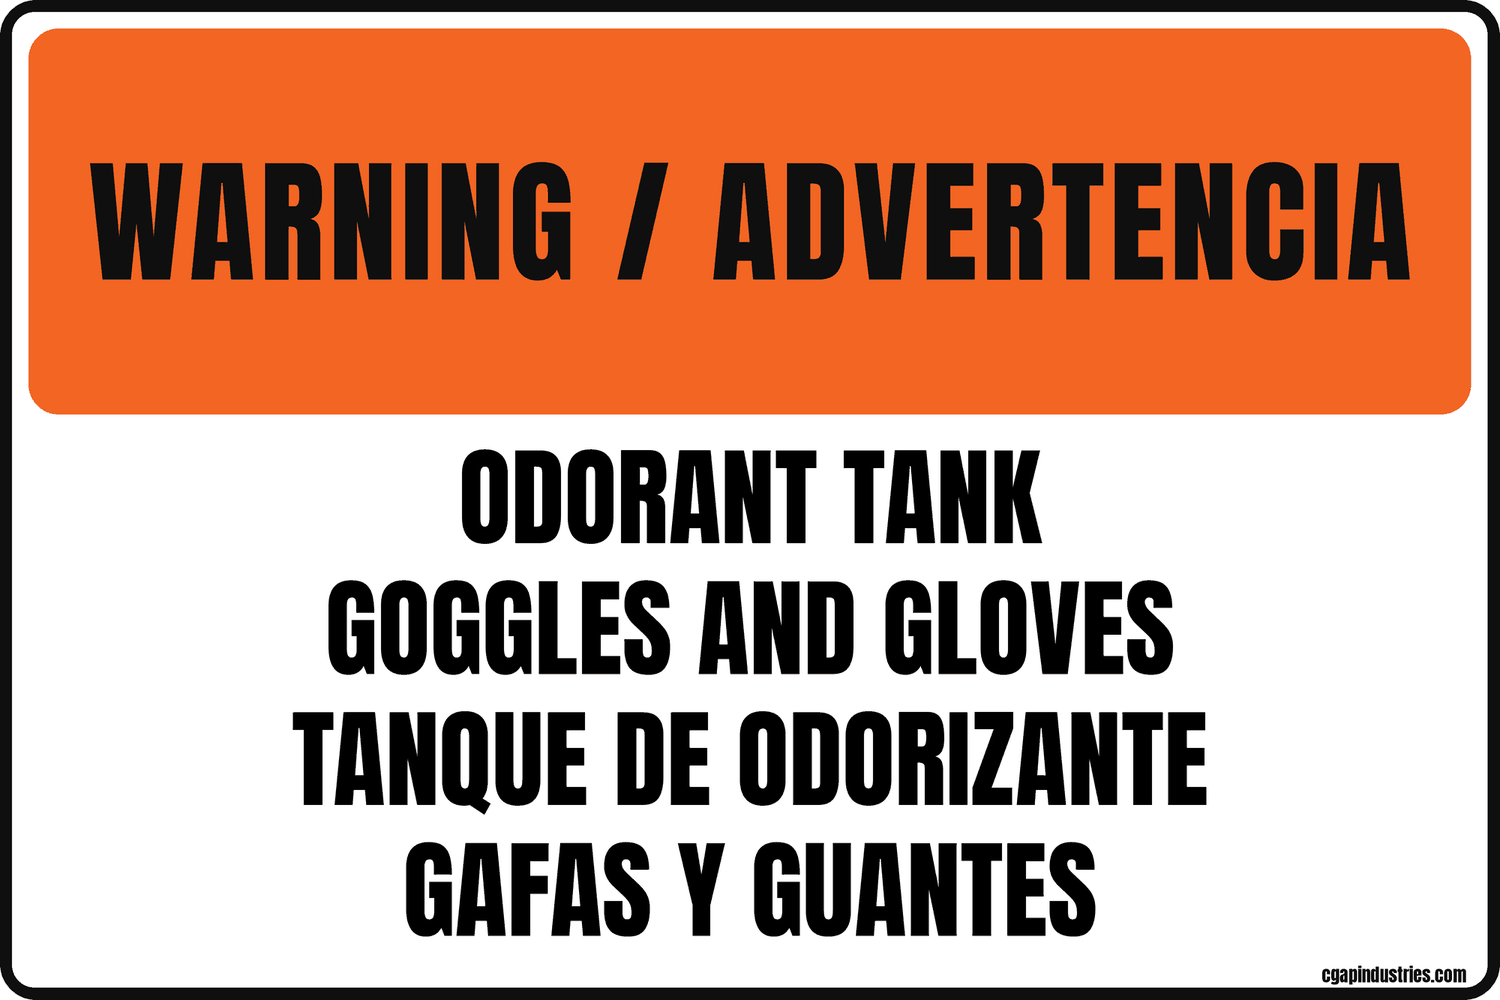 WARNING / ADVERTENCIA
ODORANT TANK
GOGGLES AND GLOVES
TANQUE DE ODORIZANTE
GAFAS Y GUANTES
cgapindustries.com